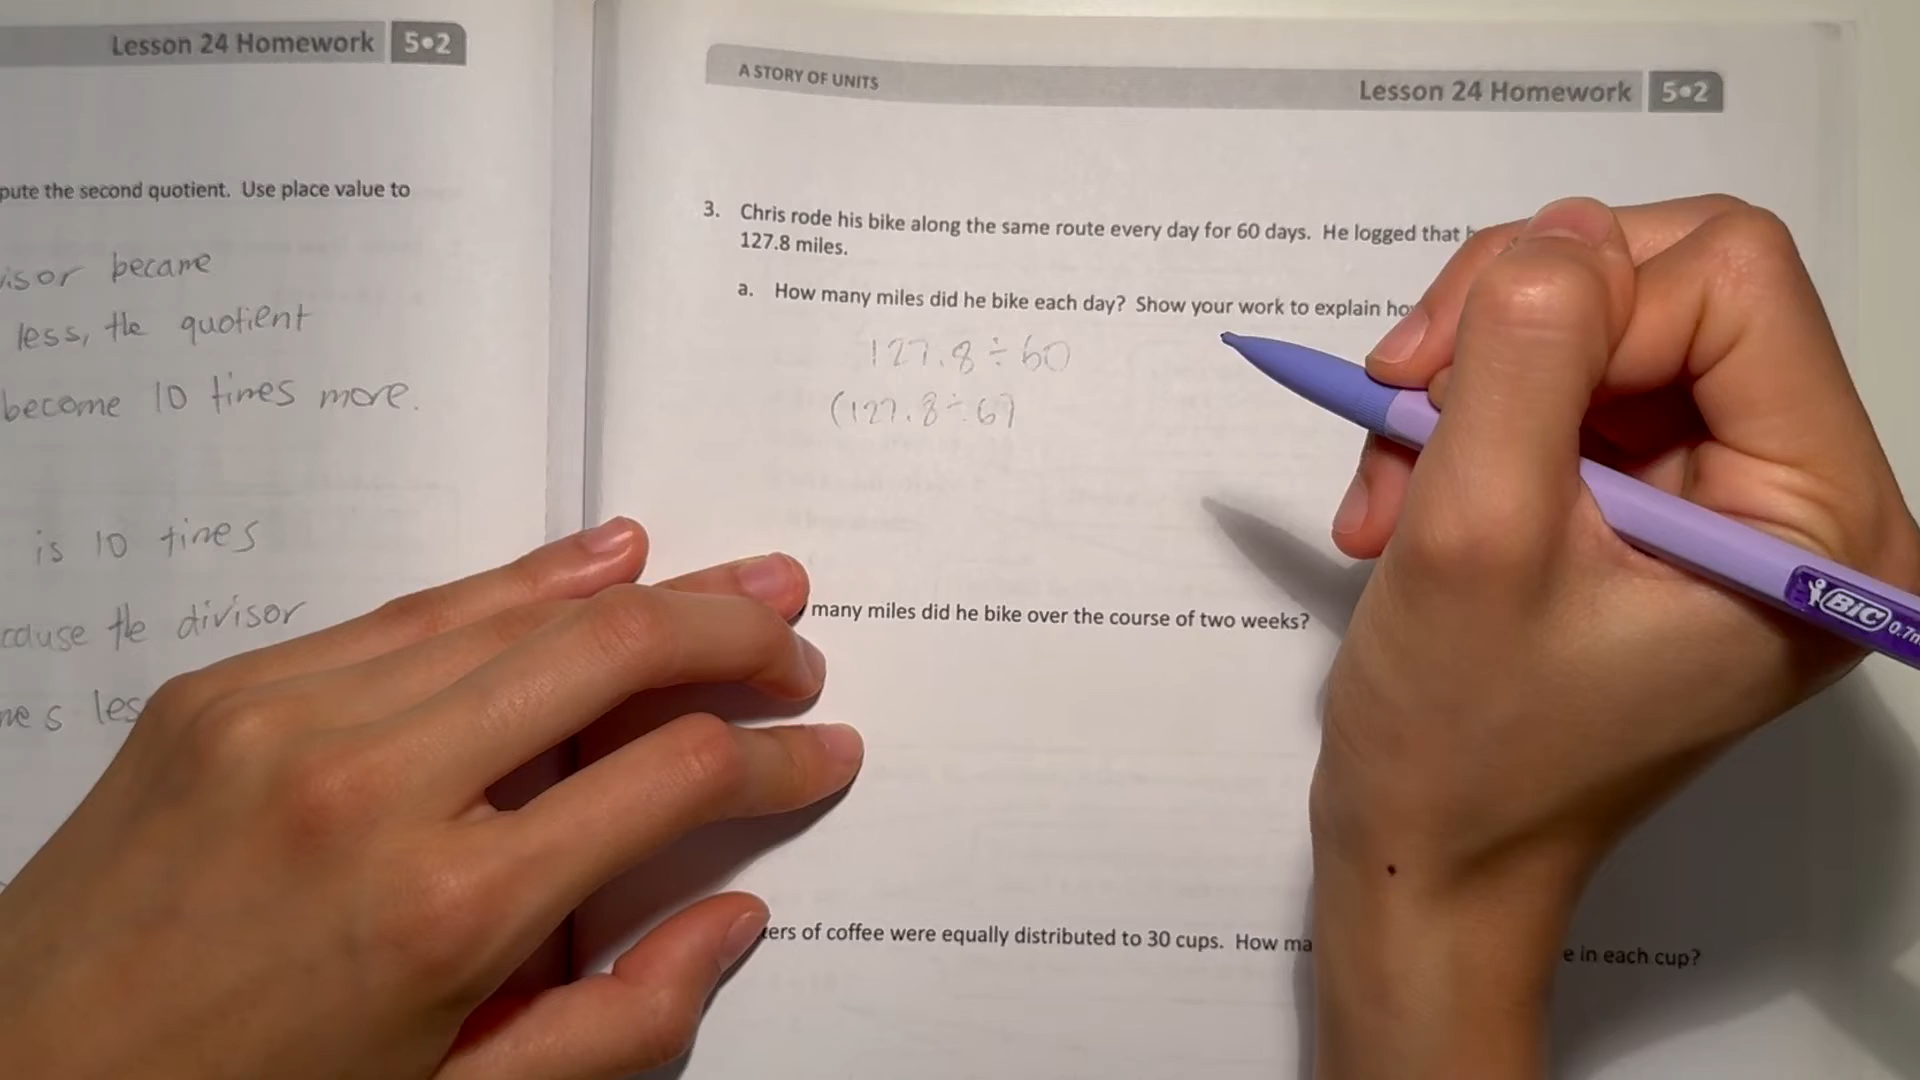 Lesson 24 Homework 5•2
pute the second quotient. Use place value to
isor became
less, the quotient
become 10 times more.
is 10 tines
cause the divisor
les
A STORY OF UNITS
Lesson 24 Homework 5•2
3. Chris rode his bike along the same route every day for 60 days. He logged that
127.8 miles.
a. How many miles did he bike each day? Show your work to explain
127.8 ÷ 60
(127.8 ÷ 6)
many miles did he bike over the course of two weeks?
ers of coffee were equally distributed to 30 cups. How ma
e in each cup?
BIC 0.7